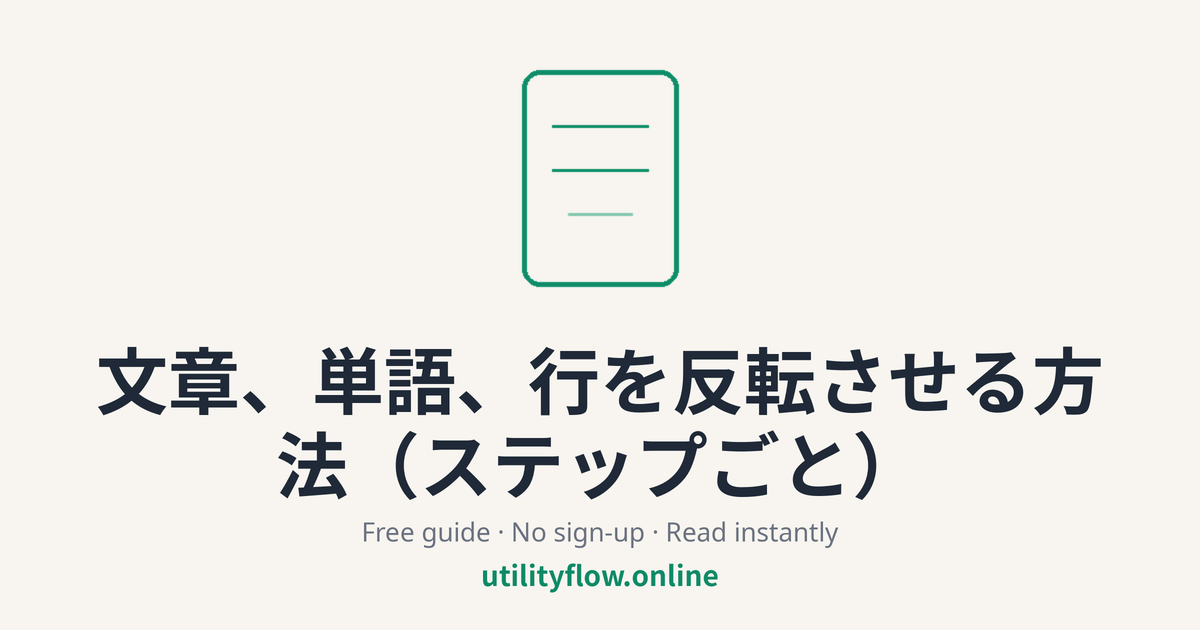 文章、単語、行を反転させる方
法（ステップごと）
Free guide · No sign-up · Read instantly
utilityflow.online